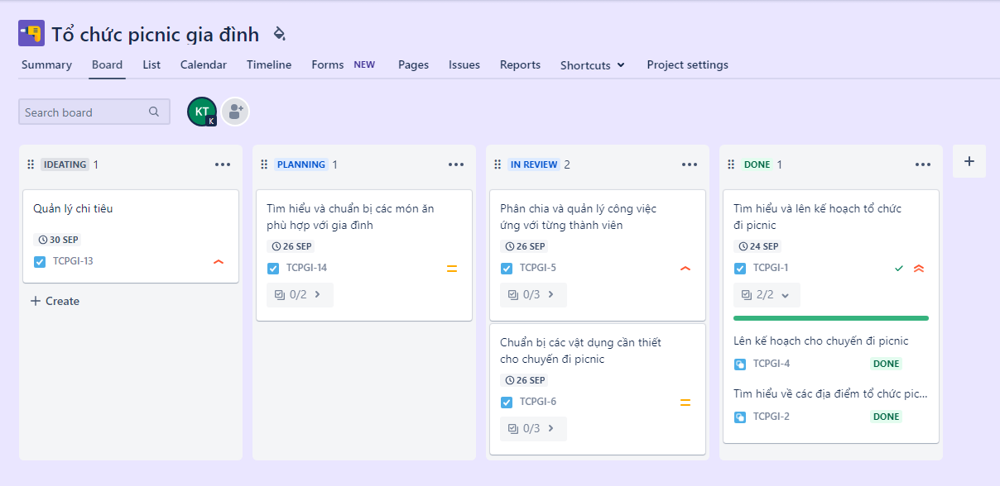 Tổ chức picnic gia đình
Summary Board List Calendar Timeline Forms NEW Pages Issues Reports Shortcuts Project settings
Search board
KT
K
IDEATING 1
Quản lý chi tiêu
30 SEP
TCPGI-13
Create
PLANNING 1
Tìm hiểu và chuẩn bị các món ăn
phù hợp với gia đình
26 SEP
TCPGI-14
0/2
IN REVIEW 2
Phân chia và quản lý công việc
ứng với từng thành viên
26 SEP
TCPGI-5
0/3
Chuẩn bị các vật dụng cần thiết
cho chuyến đi picnic
26 SEP
TCPGI-6
0/3
DONE 1
Tìm hiểu và lên kế hoạch tổ chức
đi picnic
24 SEP
TCPGI-1
2/2
Lên kế hoạch cho chuyến đi picnic
TCPGI-4 DONE
Tìm hiểu về các địa điểm tổ chức pic...
TCPGI-2 DONE